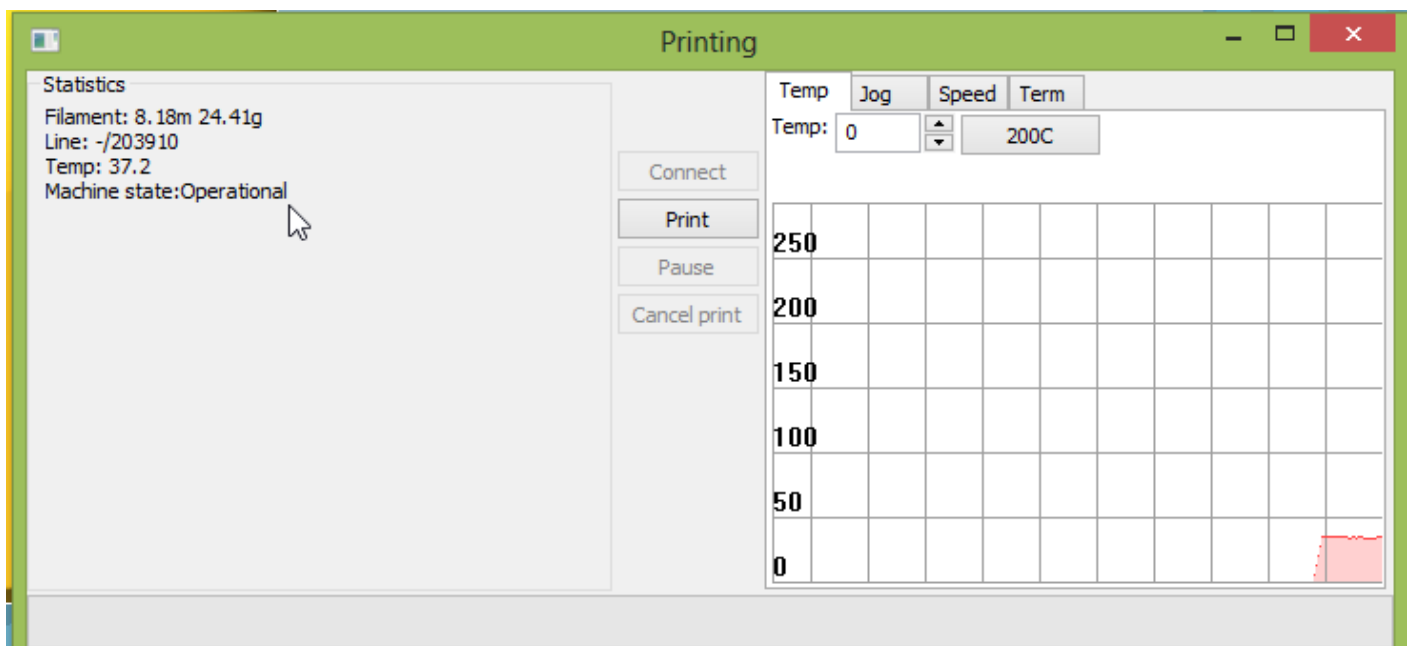 Printing
Statistics
Filament: 8.18m 24.41g
Line: -/203910
Temp: 37.2
Machine state:Operational
Connect
Print
Pause
Cancel print
Temp Jog Speed Term
Temp: 0 200C
250
200
150
100
50
0